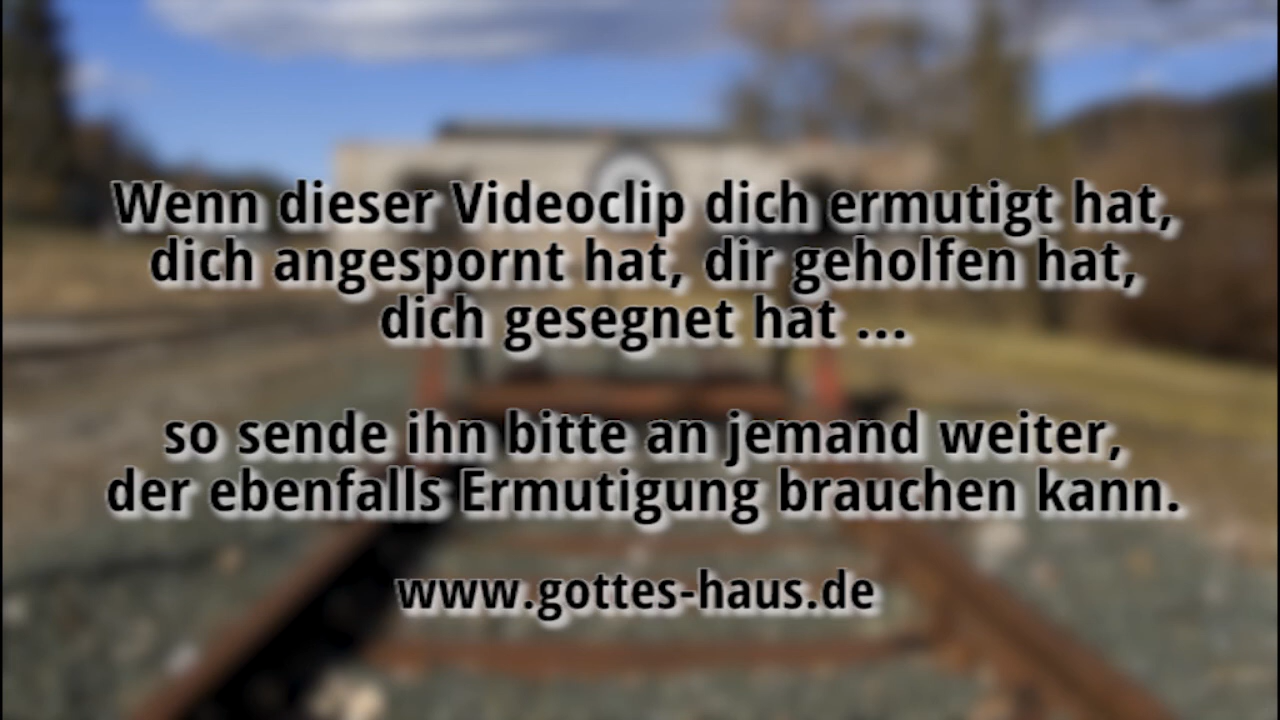 Wenn dieser Videoclip dich ermutigt hat,
dich angespornt hat, dir geholfen hat,
dich gesegnet hat ...
so sende ihn bitte an jemand weiter,
der ebenfalls Ermutigung brauchen kann.
www.gottes-haus.de